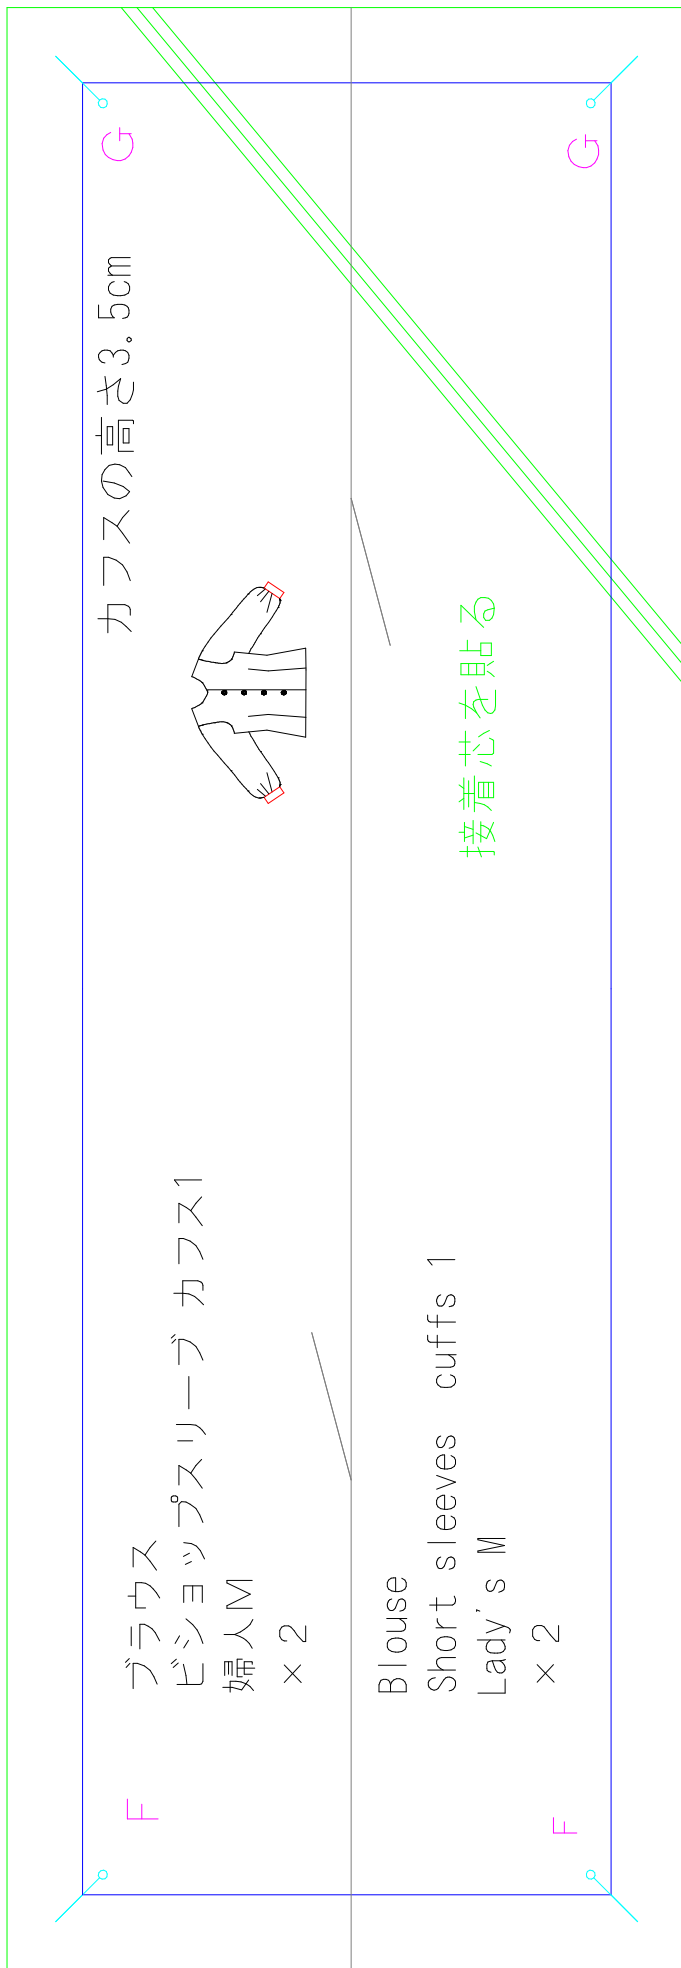 ブラウス
ビショップスリーブ カフス1
婦人M
×2
カフスの高さ3.5cm
Blouse
Short sleeves cuffs 1
Lady's M
×2
接着芯を貼る
F
G
F
G